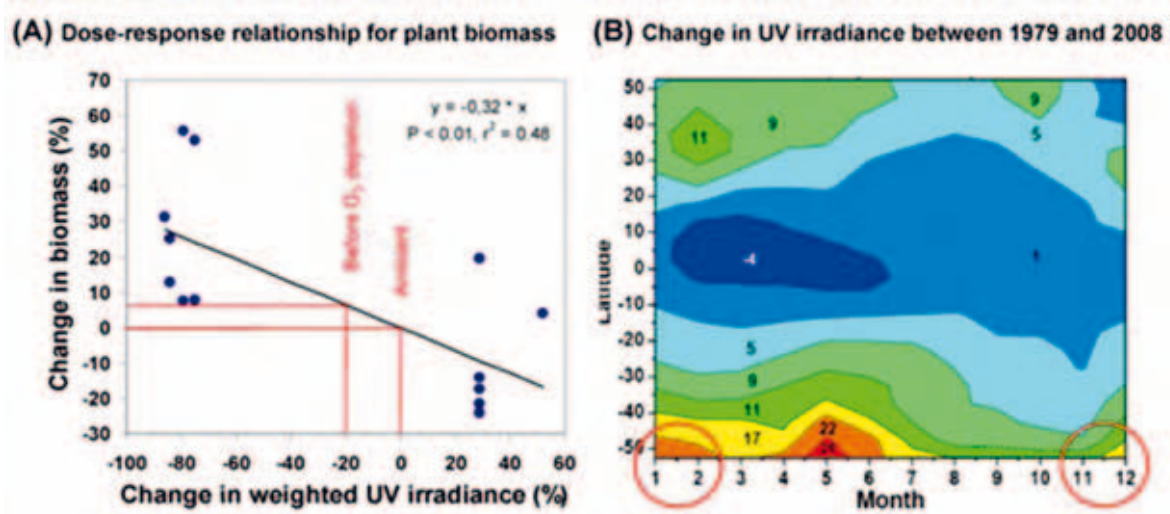 (A) Dose-response relationship for plant biomass
70
60
50
40
30
20
10
0
-10
-20
-30
Change in biomass (%)
y = -0,32 * x
P < 0.01, r² = 0.48
Before O₃ depletion
Ambient
-100 -80 -60 -40 -20 0 20 40 60
Change in weighted UV irradiance (%)
(B) Change in UV irradiance between 1979 and 2008
50
40
30
20
10
0
-10
-20
-30
-40
-50
Latitude
9
9
11
5
-4
1
5
9
11
17
22
1 2 3 4 5 6 7 8 9 10 11 12
Month